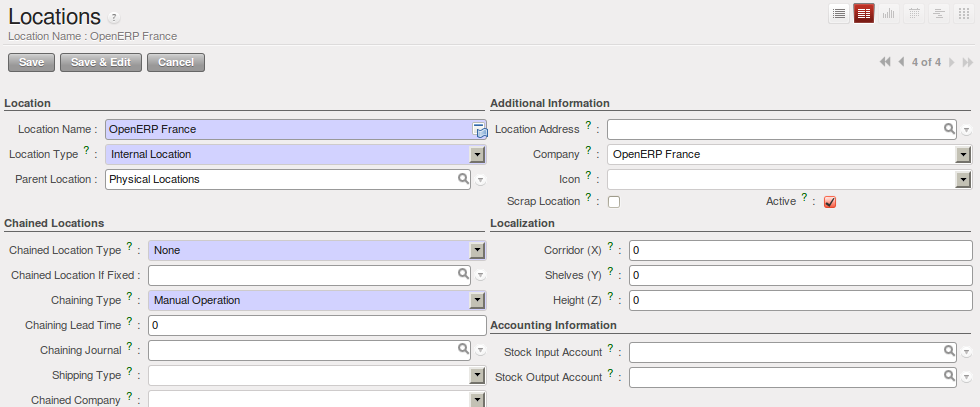 Locations ?
Location Name : OpenERP France
Save Save & Edit Cancel
4 of 4
Location
Location Name : OpenERP France
Location Type ? : Internal Location
Parent Location : Physical Locations
Additional Information
Location Address ? :
Company ? : OpenERP France
Icon ? :
Scrap Location ? : Active ? :
Chained Locations
Chained Location Type ? : None
Chained Location If Fixed :
Chaining Type ? : Manual Operation
Chaining Lead Time ? : 0
Chaining Journal ? :
Shipping Type ? :
Chained Company ? :
Localization
Corridor (X) ? : 0
Shelves (Y) ? : 0
Height (Z) ? : 0
Accounting Information
Stock Input Account ? :
Stock Output Account ? :